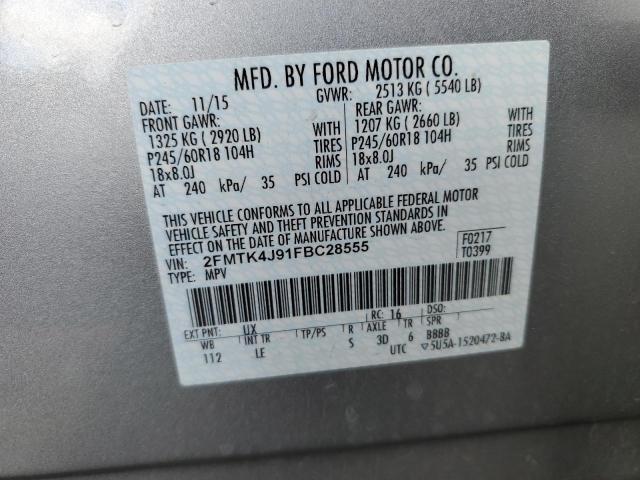 MFD. BY FORD MOTOR CO.
DATE: 11/15 GVWR: 2513 KG ( 5540 LB)
FRONT GAWR: REAR GAWR:
1325 KG ( 2920 LB) WITH 1207 KG ( 2660 LB) WITH
P245/60R18 104H TIRES P245/60R18 104H TIRES
18x8.0J RIMS 18x8.0J RIMS
AT 240 kPa/ 35 PSI COLD AT 240 kPa/ 35 PSI COLD
THIS VEHICLE CONFORMS TO ALL APPLICABLE FEDERAL MOTOR
VEHICLE SAFETY AND THEFT PREVENTION STANDARDS IN
EFFECT ON THE DATE OF MANUFACTURE SHOWN ABOVE.
VIN: 2FMTK4J91FBC28555 F0217
TYPE: MPV T0399
EXT PNT: UX RC: 16 DSO:
WB INT TR TP/PS R AXLE TR SPR
112 LE S 3D 6 BBBB
UTC ▽5U5A-1520472-BA